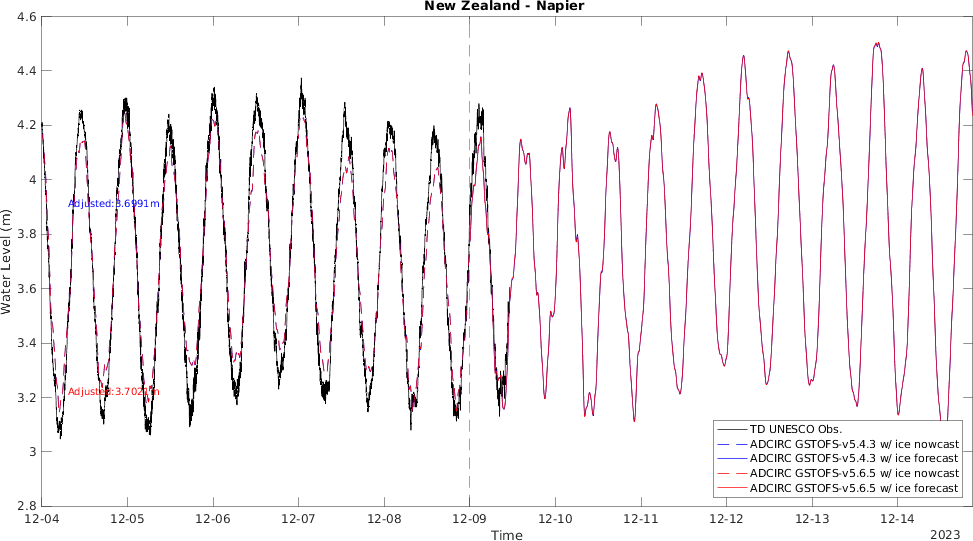 New Zealand - Napier
4.6
4.4
4.2
4
3.8
3.6
3.4
3.2
3
2.8
Water Level (m)
Adjusted:3.6991m
Adjusted:3.7021m
TD UNESCO Obs.
ADCIRC GSTOFS-v5.4.3 w/ ice nowcast
ADCIRC GSTOFS-v5.4.3 w/ ice forecast
ADCIRC GSTOFS-v5.6.5 w/ ice nowcast
ADCIRC GSTOFS-v5.6.5 w/ ice forecast
12-04 12-05 12-06 12-07 12-08 12-09 12-10 12-11 12-12 12-13 12-14
Time
2023